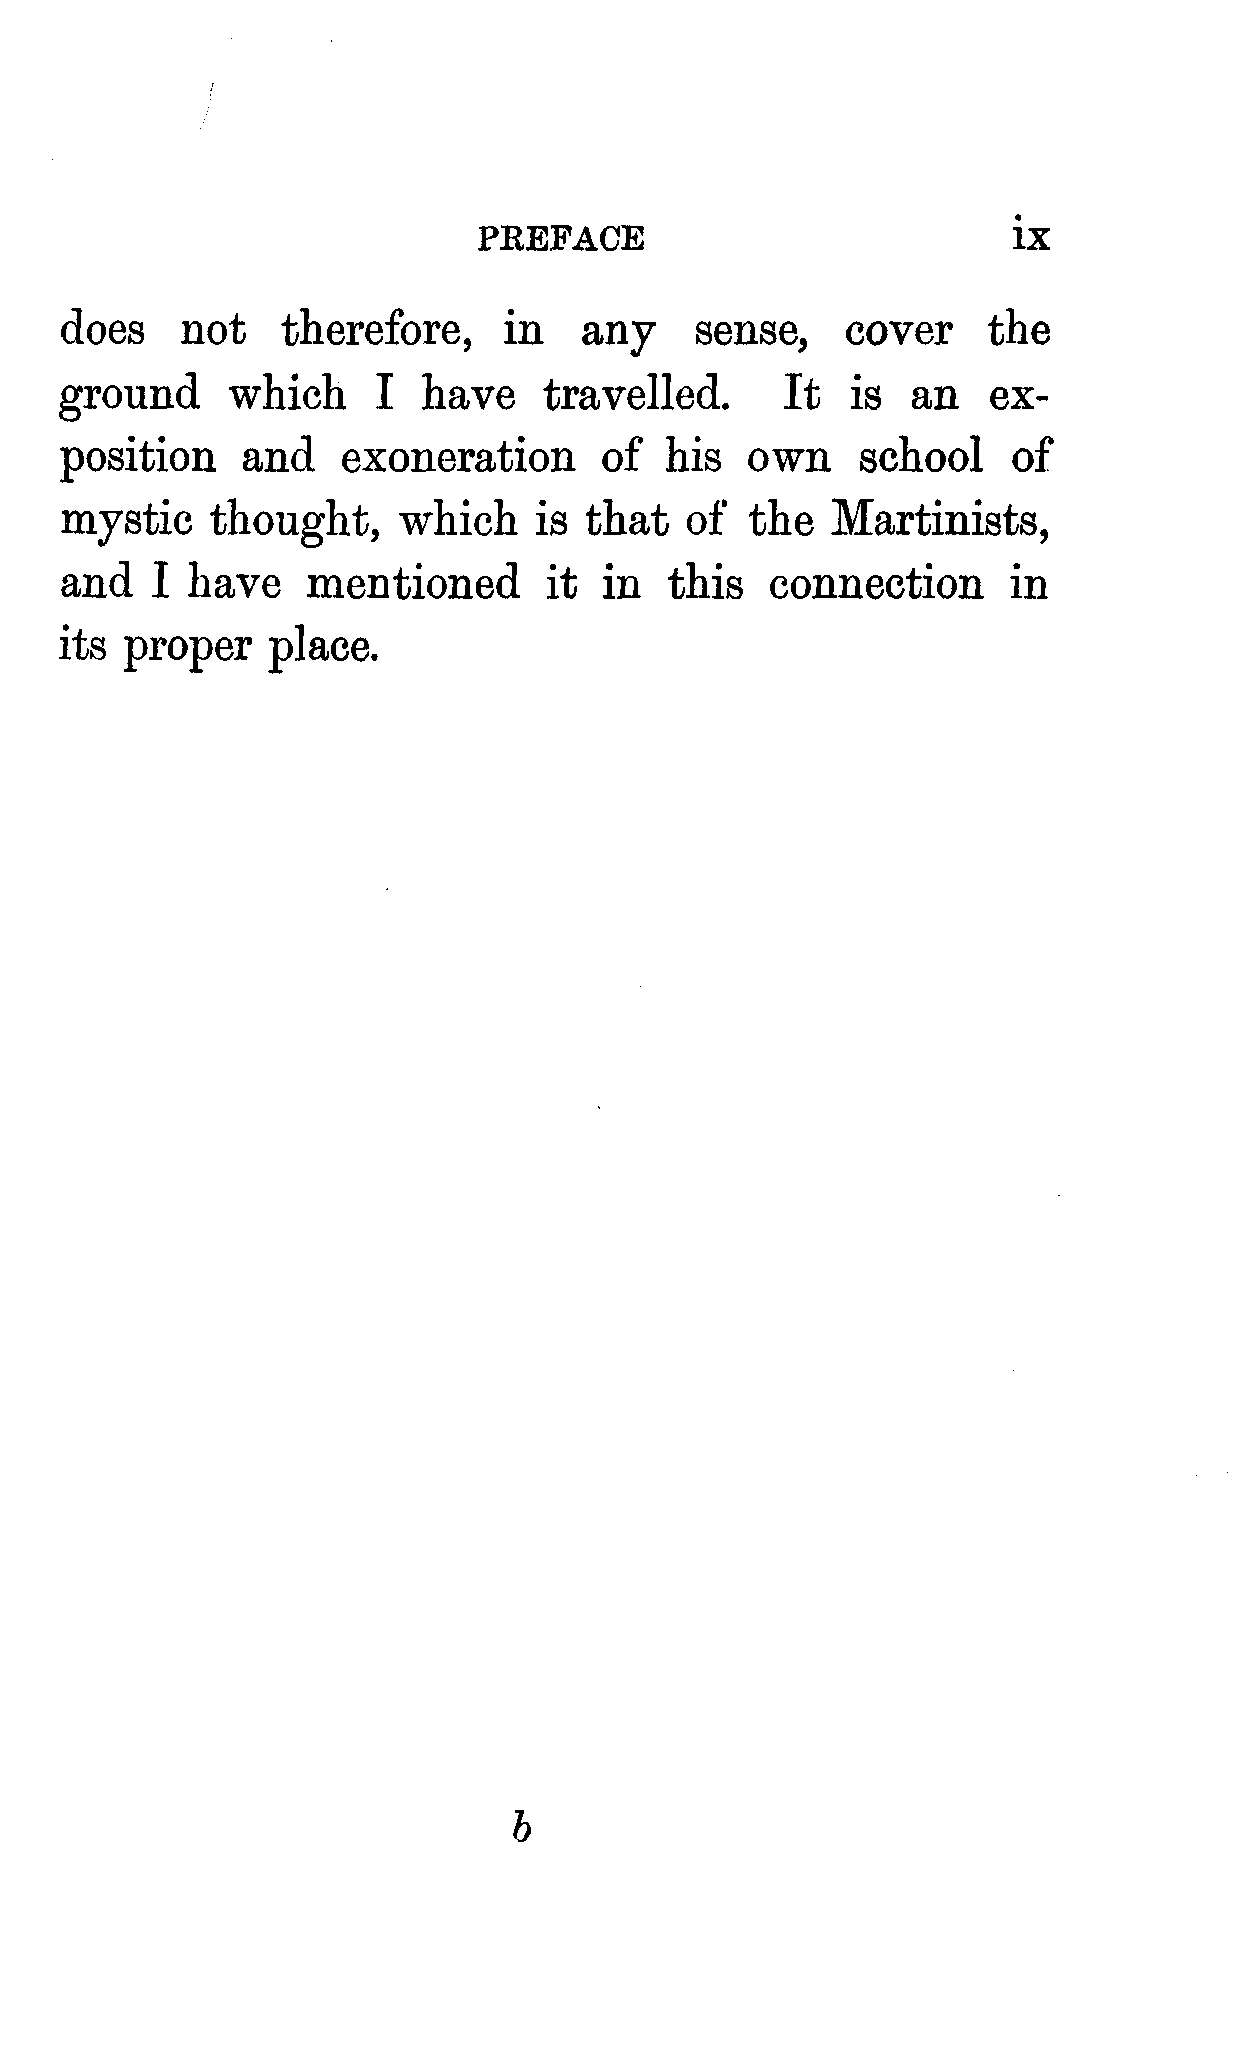 PREFACE ix
does not therefore, in any sense, cover the
ground which I have travelled. It is an ex-
position and exoneration of his own school of
mystic thought, which is that of the Martinists,
and I have mentioned it in this connection in
its proper place.
b